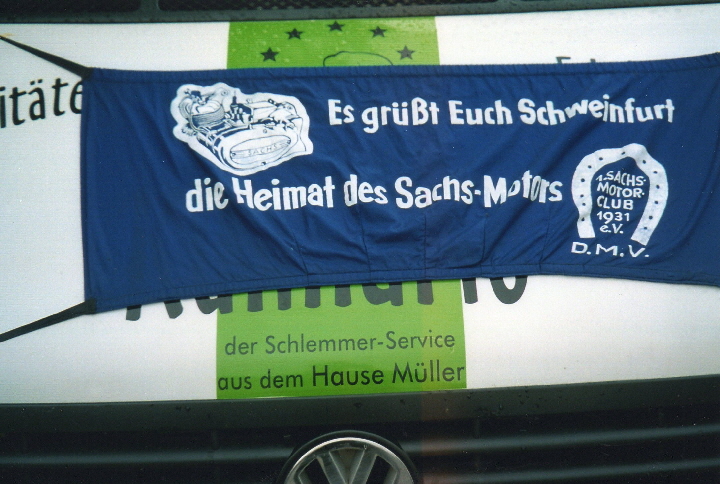 itäte
Es grüßt Euch Schweinfurt
SACHS
die Heimat des Sachs-Motors
1. SACHS-
MOTOR-
CLUB
1931
e.V.
D.M.V.
der Schlemmer-Service
aus dem Hause Müller